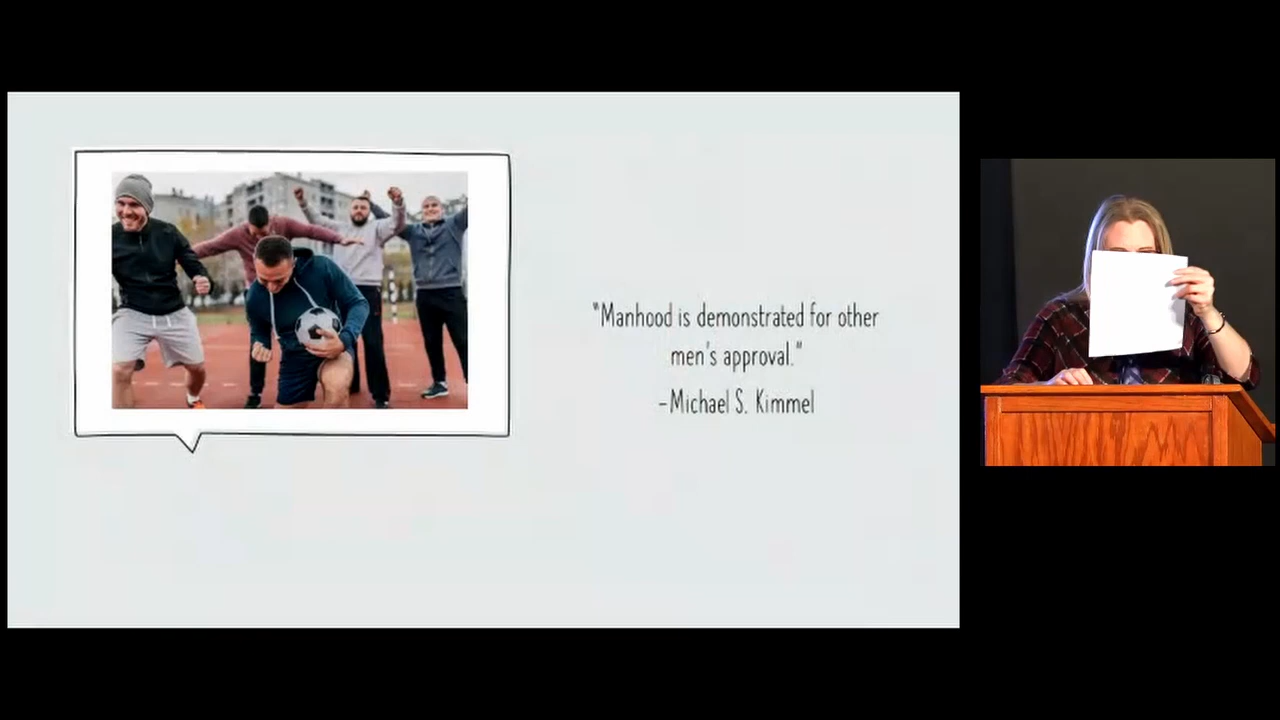 "Manhood is demonstrated for other
men's approval."
-Michael S. Kimmel